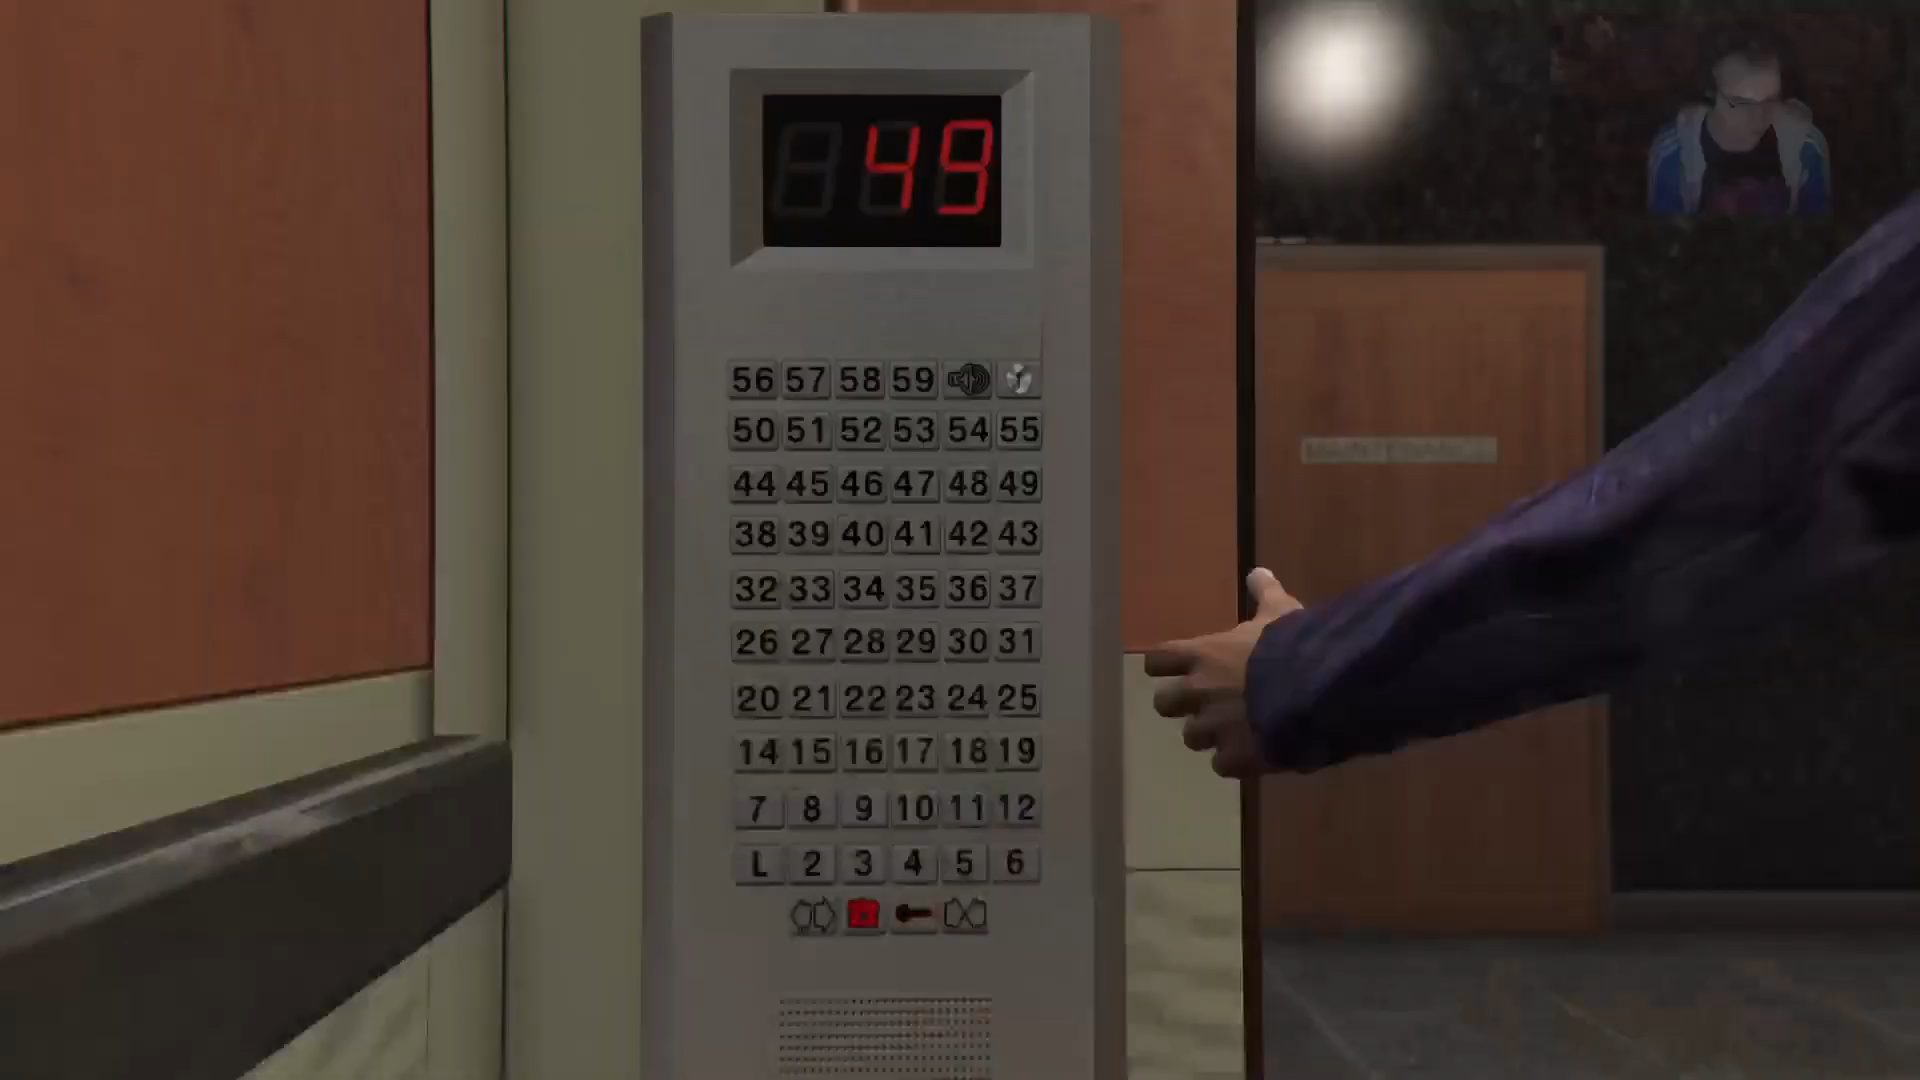 49
56 57 58 59
50 51 52 53 54 55
44 45 46 47 48 49
38 39 40 41 42 43
32 33 34 35 36 37
26 27 28 29 30 31
20 21 22 23 24 25
14 15 16 17 18 19
7 8 9 10 11 12
L 2 3 4 5 6
MAINTENANCE